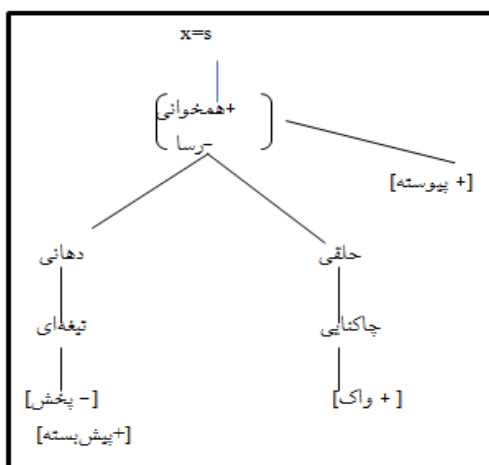 x=s
+همخوانی
-رسا
[+ پیوسته]
حلقی
دهانی
چاکنایی
تیغه‌ای
[+ واک]
[- پخش]
[+پیش‌بسته]